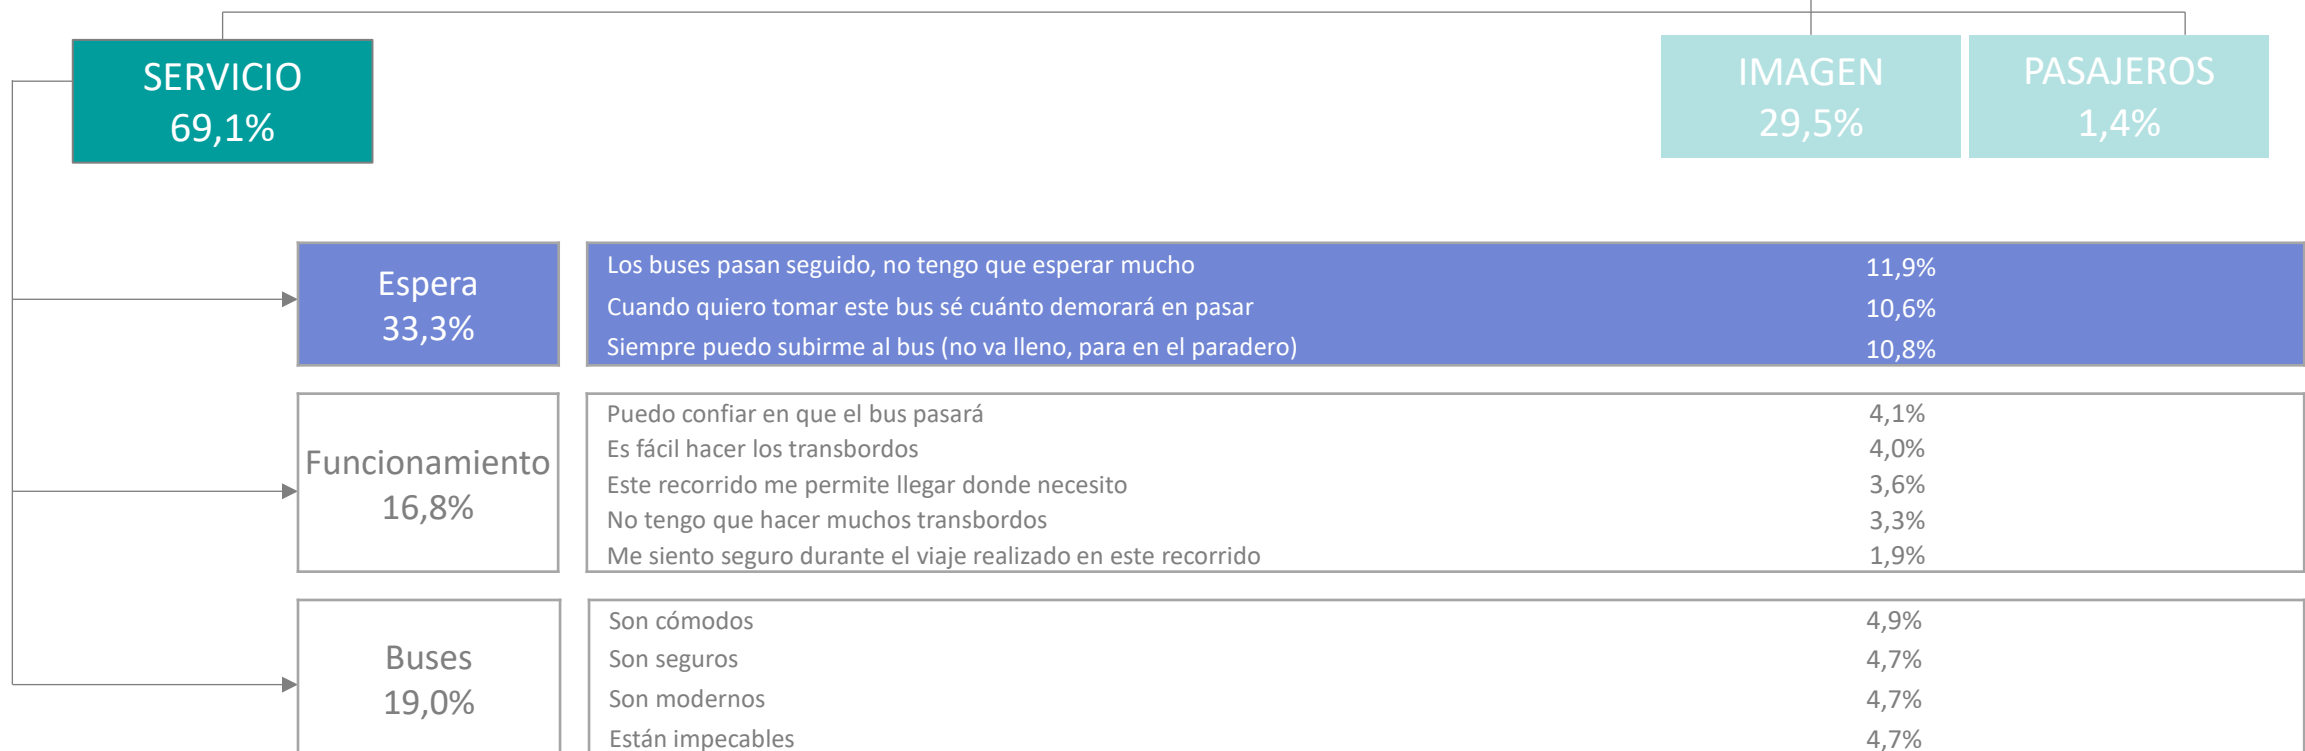 SERVICIO
69,1%
IMAGEN
29,5%
PASAJEROS
1,4%
Espera
33,3%
Los buses pasan seguido, no tengo que esperar mucho 11,9%
Cuando quiero tomar este bus sé cuánto demorará en pasar 10,6%
Siempre puedo subirme al bus (no va lleno, para en el paradero) 10,8%
Funcionamiento
16,8%
Puedo confiar en que el bus pasará 4,1%
Es fácil hacer los transbordos 4,0%
Este recorrido me permite llegar donde necesito 3,6%
No tengo que hacer muchos transbordos 3,3%
Me siento seguro durante el viaje realizado en este recorrido 1,9%
Buses
19,0%
Son cómodos 4,9%
Son seguros 4,7%
Son modernos 4,7%
Están impecables 4,7%